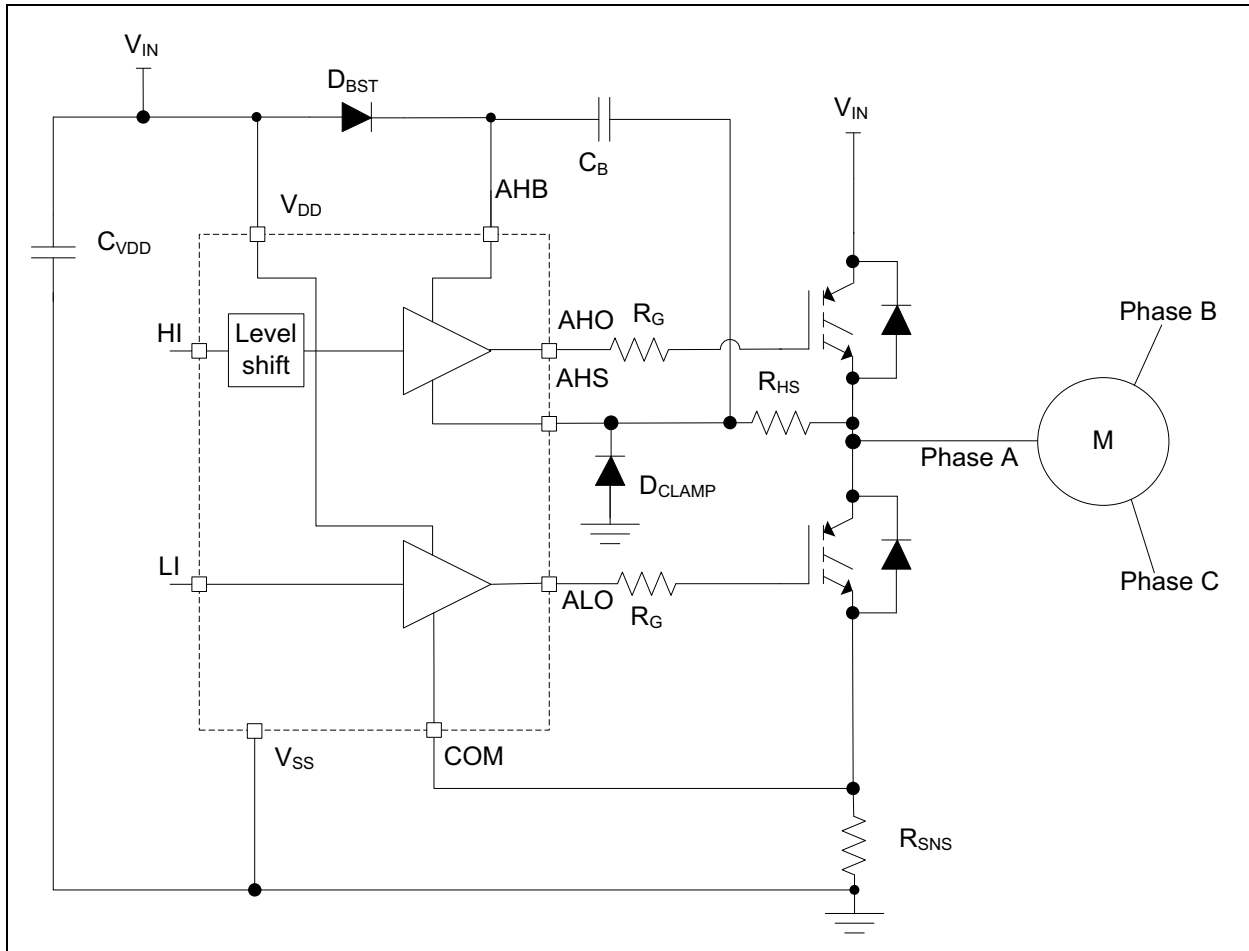 V_IN
D_BST
V_IN
C_B
AHB
V_DD
C_VDD
AHO
R_G
Phase B
HI
Level
shift
AHS
R_HS
M
Phase A
D_CLAMP
LI
ALO
R_G
Phase C
V_SS
COM
R_SNS